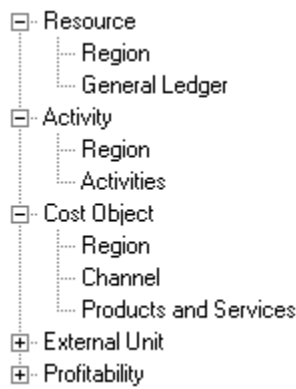 Resource
Region
General Ledger
Activity
Region
Activities
Cost Object
Region
Channel
Products and Services
External Unit
Profitability